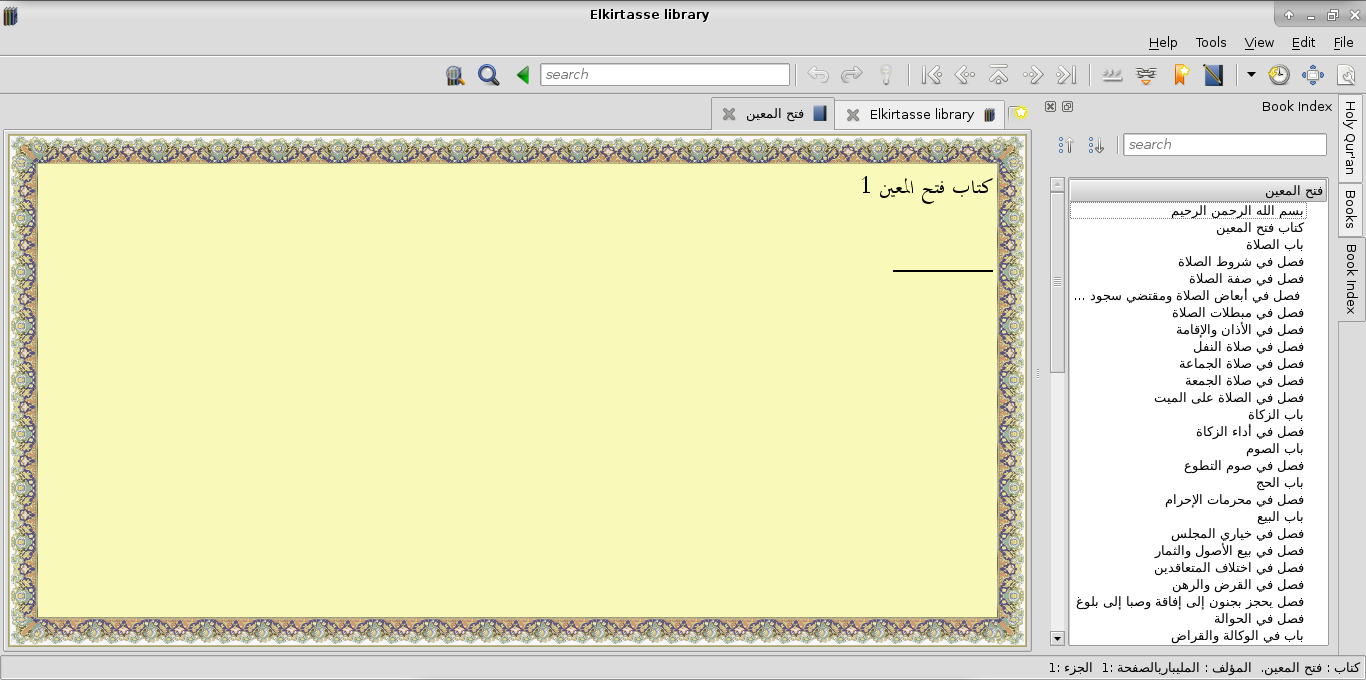 Elkirtasse library
Help Tools View Edit File
search
فتح المعين
Elkirtasse library
كتاب فتح المعين 1
Book Index
search
فتح المعين
بسم الله الرحمن الرحيم
كتاب فتح المعين
باب الصلاة
فصل في شروط الصلاة
فصل في صفة الصلاة
فصل في أبعاض الصلاة ومقتضي سجود ...
فصل في مبطلات الصلاة
فصل في الأذان والإقامة
فصل في صلاة النفل
فصل في صلاة الجماعة
فصل في صلاة الجمعة
فصل في الصلاة على الميت
باب الزكاة
فصل في أداء الزكاة
باب الصوم
فصل في صوم التطوع
باب الحج
فصل في محرمات الإحرام
باب البيع
فصل في خياري المجلس
فصل في بيع الأصول والثمار
فصل في اختلاف المتعاقدين
فصل في القرض والرهن
فصل يحجز بجنون إلى إفاقة وصبا إلى بلوغ
فصل في الحوالة
باب في الوكالة والقراض
Holy Qur'an
Books
Book Index
كتاب : فتح المعين. المؤلف : المليباريالصفحة :1 الجزء :1